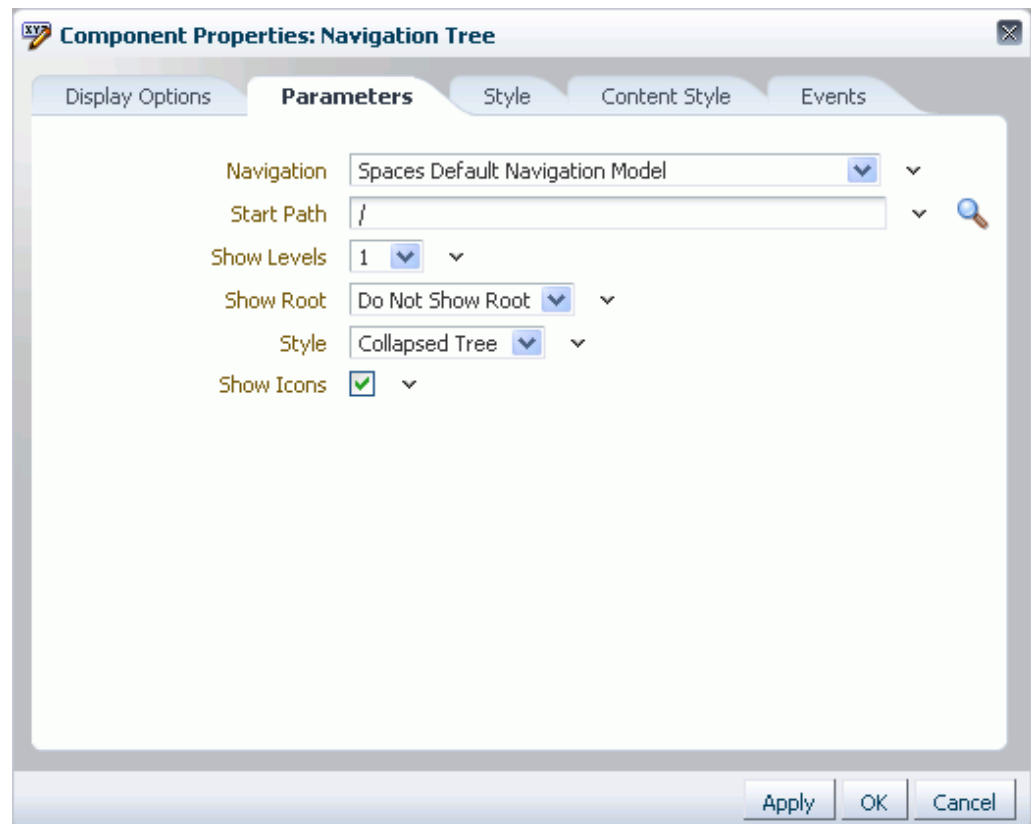 XYZ Component Properties: Navigation Tree
Display Options Parameters Style Content Style Events
Navigation Spaces Default Navigation Model
Start Path /
Show Levels 1
Show Root Do Not Show Root
Style Collapsed Tree
Show Icons
Apply OK Cancel